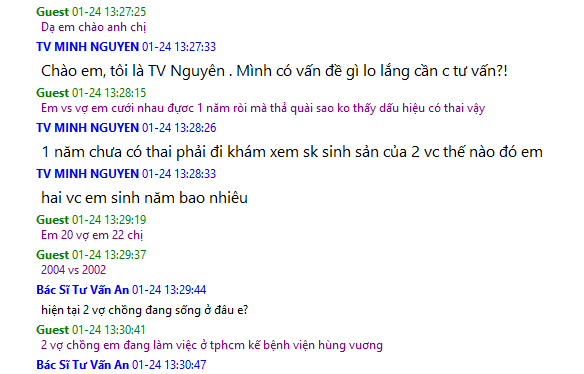 Guest 01-24 13:27:25
Dạ em chào anh chị
TV MINH NGUYEN 01-24 13:27:33
Chào em, tôi là TV Nguyên . Mình có vấn đề gì lo lắng cần c tư vấn?!
Guest 01-24 13:28:15
Em vs vợ em cưới nhau được 1 năm ròi mà thả quài sao ko thấy dấu hiệu có thai vậy
TV MINH NGUYEN 01-24 13:28:26
1 năm chưa có thai phải đi khám xem sk sinh sản của 2 vc thế nào đó em
TV MINH NGUYEN 01-24 13:28:33
hai vc em sinh năm bao nhiêu
Guest 01-24 13:29:19
Em 20 vợ em 22 chị
Guest 01-24 13:29:37
2004 vs 2002
Bác Sĩ Tư Vấn An 01-24 13:29:44
hiện tại 2 vợ chồng đang sống ở đâu e?
Guest 01-24 13:30:41
2 vợ chồng em đang làm việc ở tphcm kế bệnh viện hùng vuơng
Bác Sĩ Tư Vấn An 01-24 13:30:47